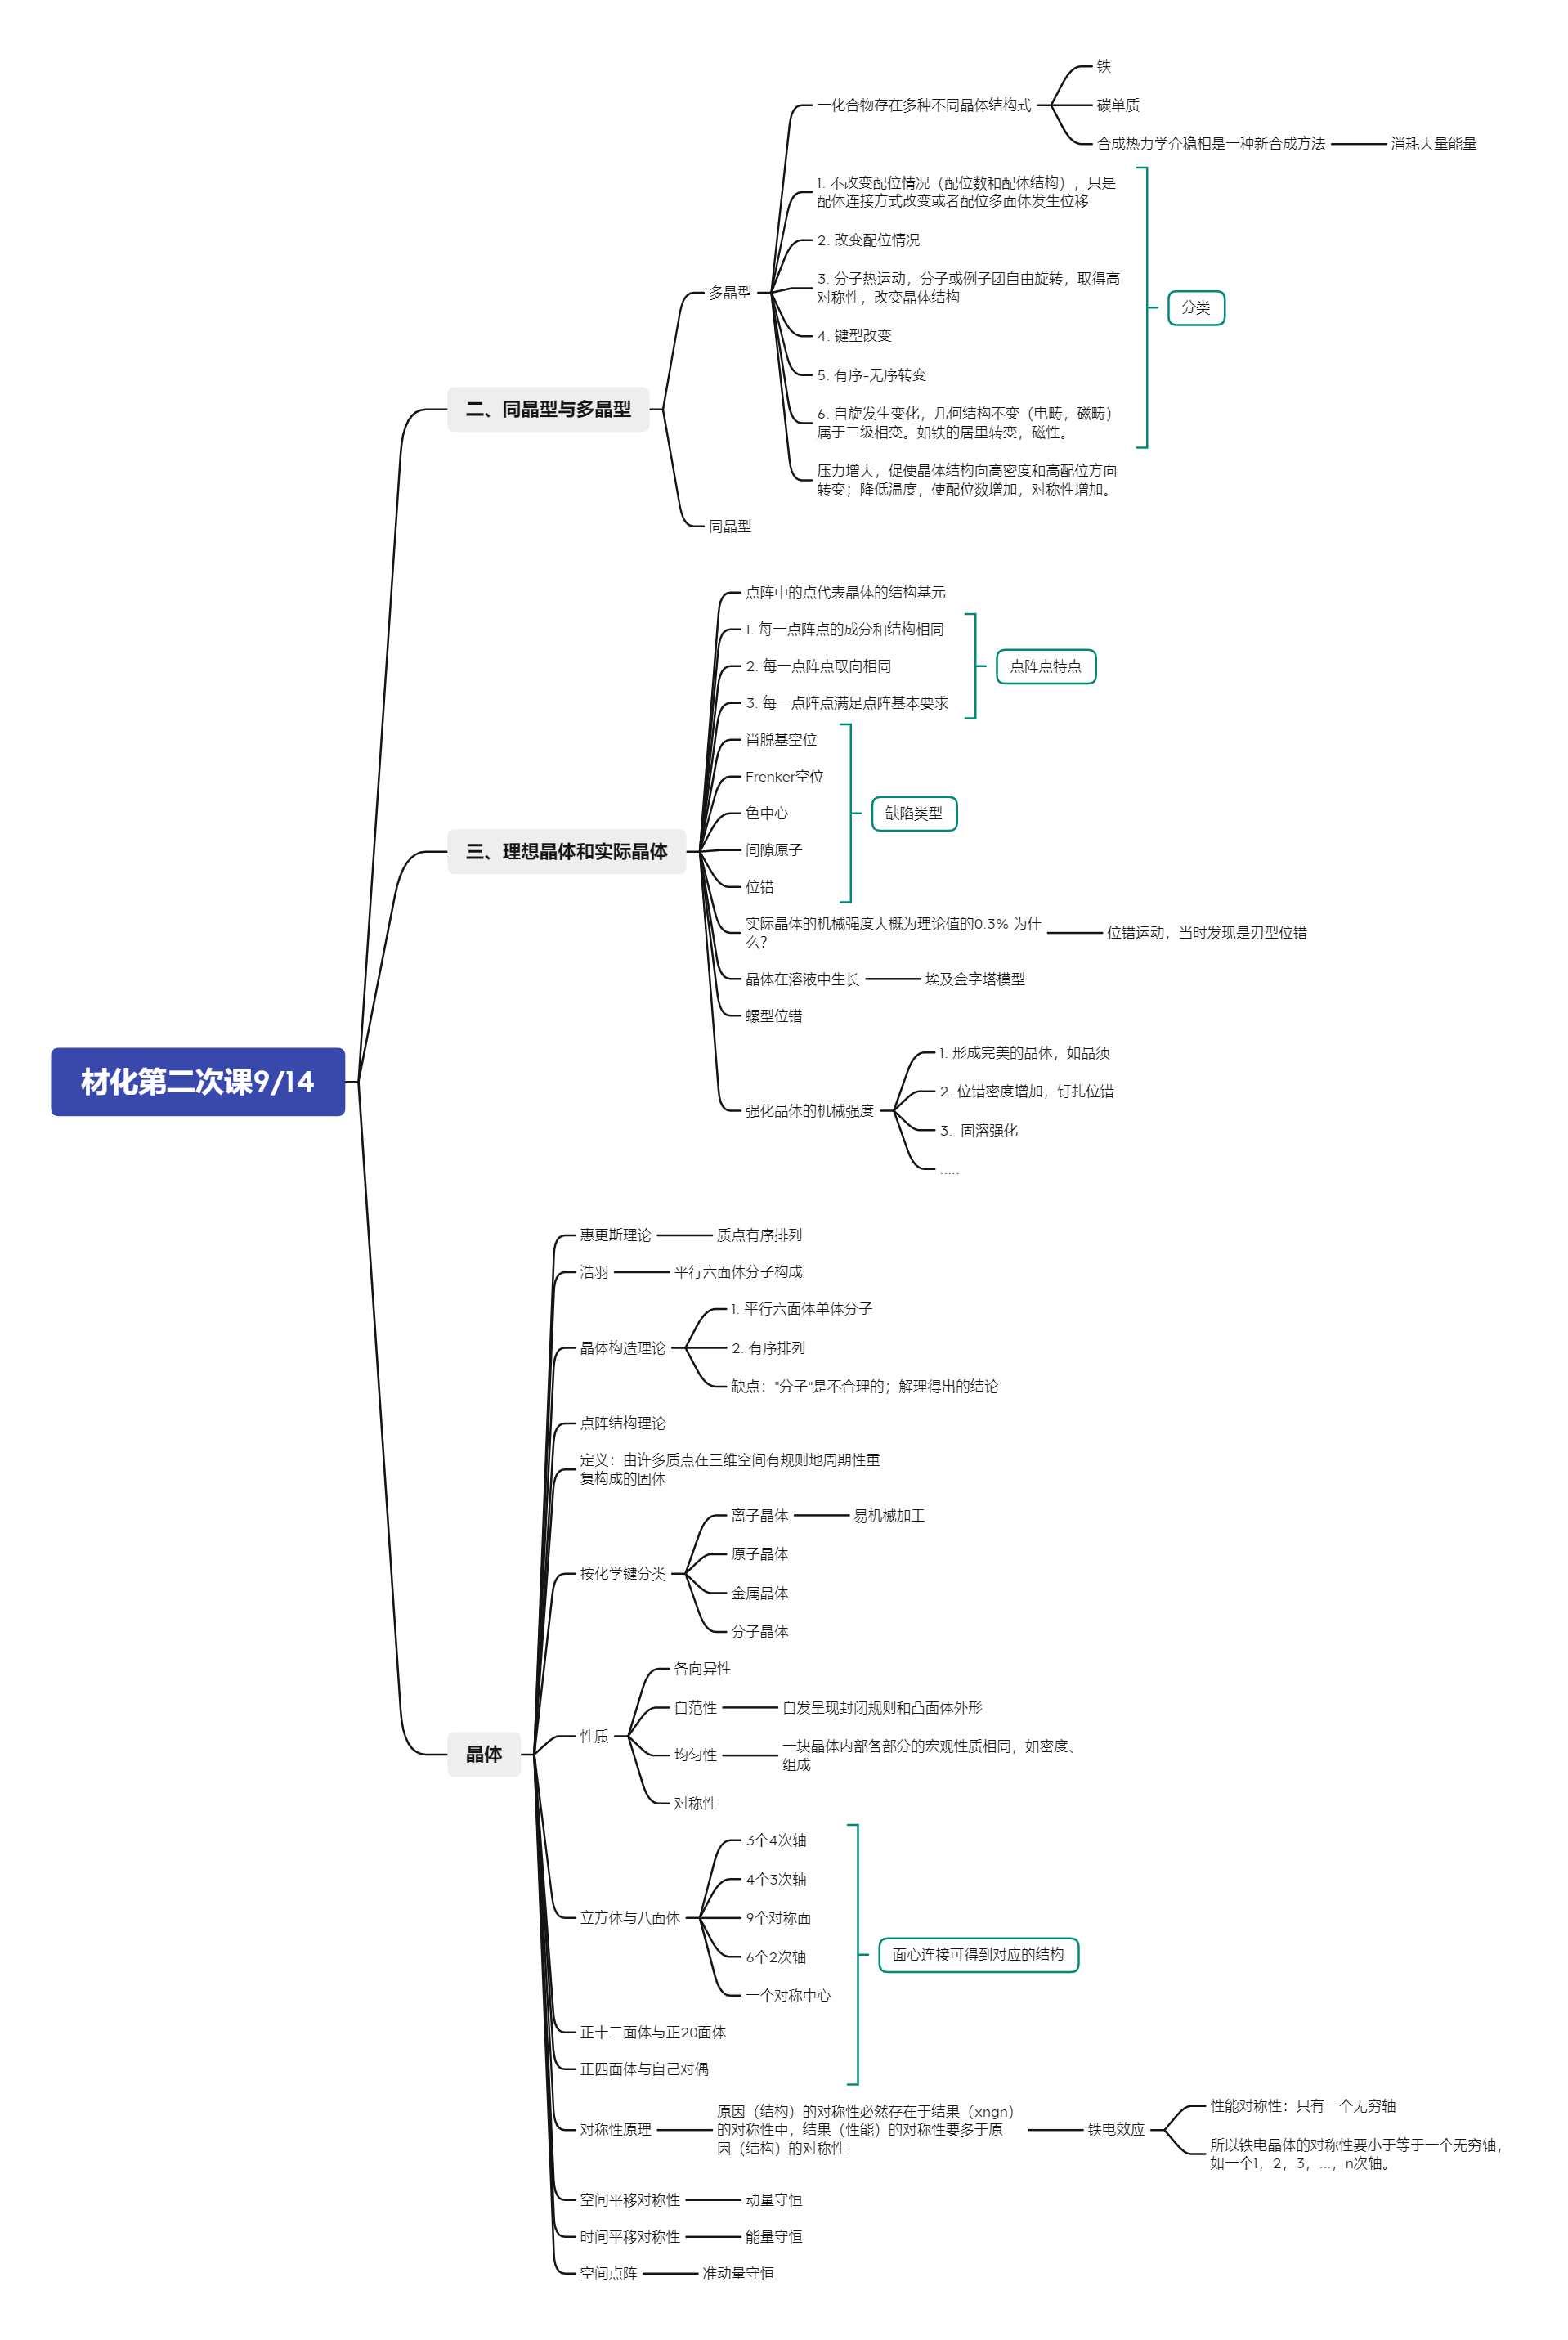 材化第二次课9/14
二、同晶型与多晶型
多晶型
一化合物存在多种不同晶体结构式
铁
碳单质
合成热力学介稳相是一种新合成方法
消耗大量能量
1. 不改变配位情况（配位数和配体结构），只是
配体连接方式改变或者配位多面体发生位移
2. 改变配位情况
3. 分子热运动，分子或例子团自由旋转，取得高
对称性，改变晶体结构
4. 键型改变
5. 有序-无序转变
6. 自旋发生变化，几何结构不变（电畴，磁畴）
属于二级相变。如铁的居里转变，磁性。
分类
压力增大，促使晶体结构向高密度和高配位方向
转变；降低温度，使配位数增加，对称性增加。
同晶型
三、理想晶体和实际晶体
点阵中的点代表晶体的结构基元
1. 每一点阵点的成分和结构相同
2. 每一点阵点取向相同
3. 每一点阵点满足点阵基本要求
点阵点特点
肖脱基空位
Frenker空位
色中心
间隙原子
位错
缺陷类型
实际晶体的机械强度大概为理论值的0.3% 为什
么？
位错运动，当时发现是刃型位错
晶体在溶液中生长
埃及金字塔模型
螺型位错
强化晶体的机械强度
1. 形成完美的晶体，如晶须
2. 位错密度增加，钉扎位错
3.  固溶强化
.....
晶体
惠更斯理论
质点有序排列
浩羽
平行六面体分子构成
晶体构造理论
1. 平行六面体单体分子
2. 有序排列
缺点："分子"是不合理的；解理得出的结论
点阵结构理论
定义：由许多质点在三维空间有规则地周期性重
复构成的固体
按化学键分类
离子晶体
易机械加工
原子晶体
金属晶体
分子晶体
性质
各向异性
自范性
自发呈现封闭规则和凸面体外形
均匀性
一块晶体内部各部分的宏观性质相同，如密度、
组成
对称性
立方体与八面体
3个4次轴
4个3次轴
9个对称面
6个2次轴
一个对称中心
正十二面体与正20面体
正四面体与自己对偶
面心连接可得到对应的结构
对称性原理
原因（结构）的对称性必然存在于结果（xngn）
的对称性中，结果（性能）的对称性要多于原
因（结构）的对称性
铁电效应
性能对称性：只有一个无穷轴
所以铁电晶体的对称性要小于等于一个无穷轴，
如一个1，2，3，...，n次轴。
空间平移对称性
动量守恒
时间平移对称性
能量守恒
空间点阵
准动量守恒